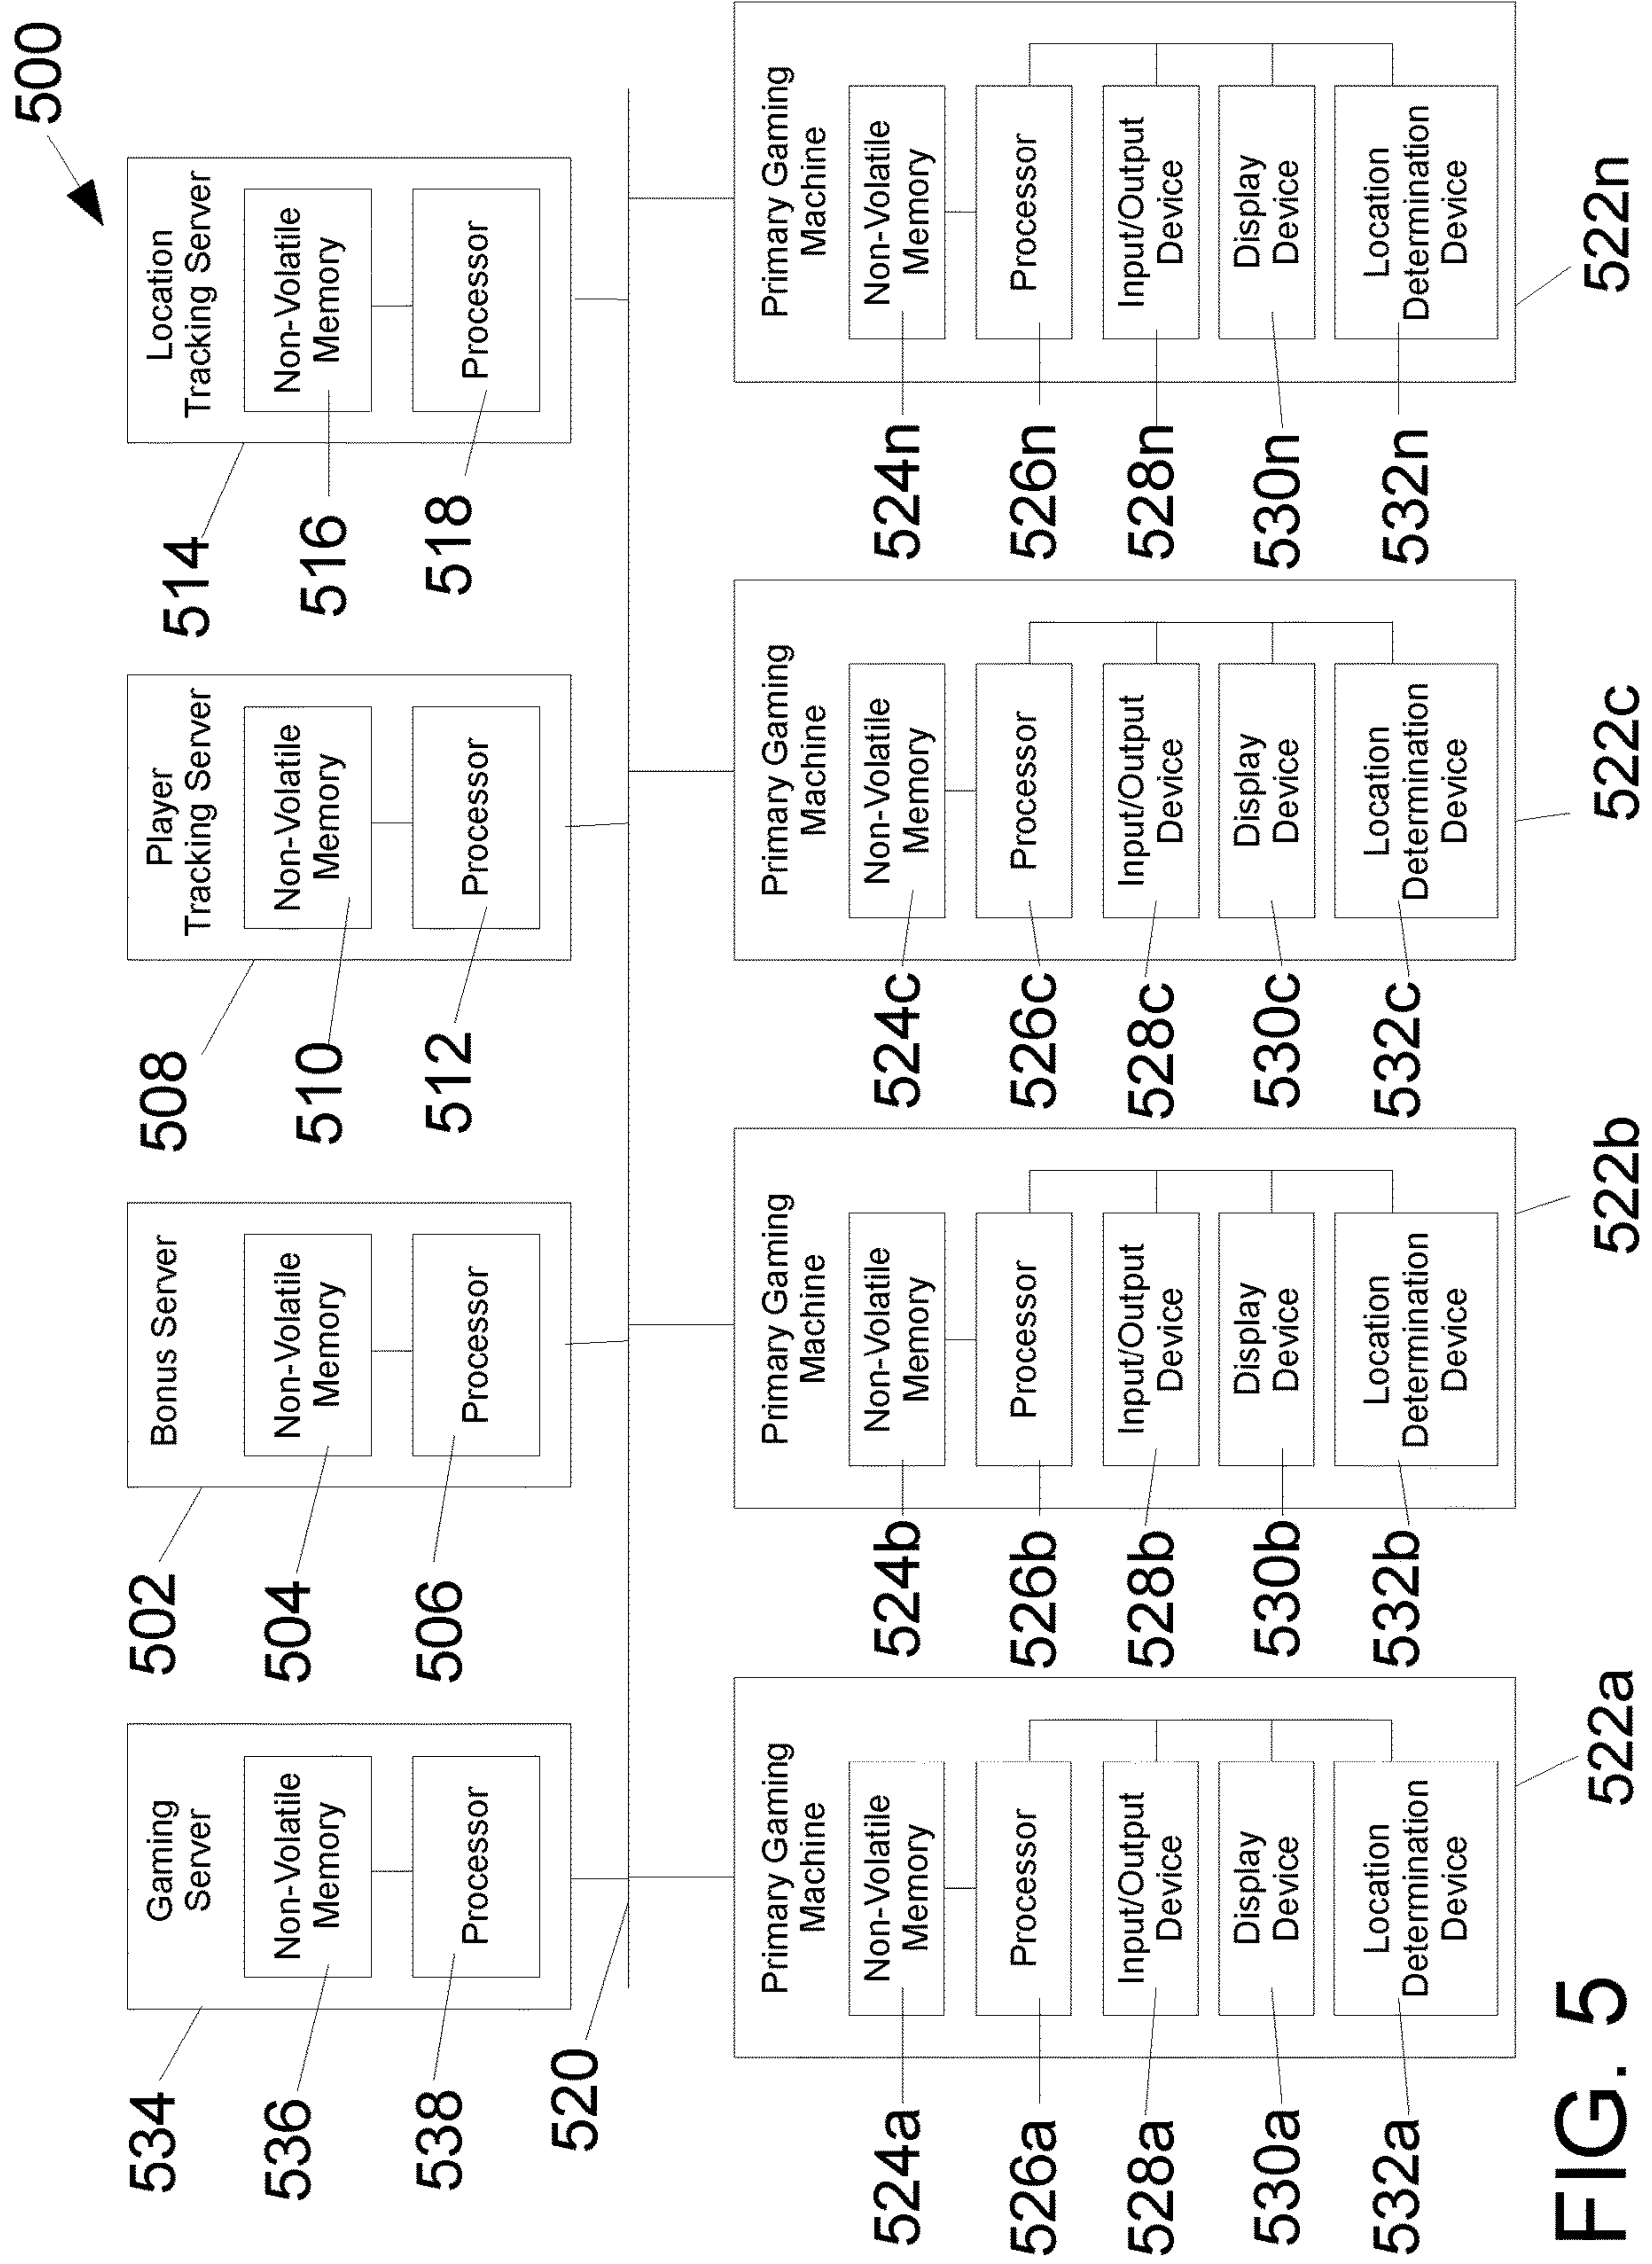 500
534
Gaming
Server
536
Non-Volatile
Memory
538
Processor
502
Bonus Server
504
Non-Volatile
Memory
506
Processor
508
Player
Tracking Server
510
Non-Volatile
Memory
512
Processor
514
Location
Tracking Server
516
Non-Volatile
Memory
518
Processor
520
Primary Gaming
Machine
524a
Non-Volatile
Memory
526a
Processor
528a
Input/Output
Device
530a
Display
Device
532a
Location
Determination
Device
522a
Primary Gaming
Machine
524b
Non-Volatile
Memory
526b
Processor
528b
Input/Output
Device
530b
Display
Device
532b
Location
Determination
Device
522b
Primary Gaming
Machine
524c
Non-Volatile
Memory
526c
Processor
528c
Input/Output
Device
530c
Display
Device
532c
Location
Determination
Device
522c
Primary Gaming
Machine
524n
Non-Volatile
Memory
526n
Processor
528n
Input/Output
Device
530n
Display
Device
532n
Location
Determination
Device
522n
FIG. 5